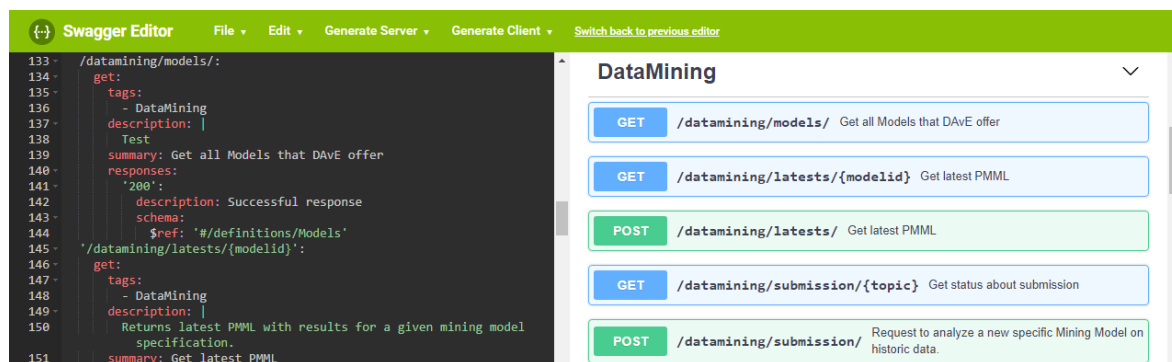 {··} Swagger Editor File ▾ Edit ▾ Generate Server ▾ Generate Client ▾ Switch back to previous editor
133 /datamining/models/:
134 get:
135 tags:
136 - DataMining
137 description: |
138 Test
139 summary: Get all Models that DAvE offer
140 responses:
141 '200':
142 description: Successful response
143 schema:
144 $ref: '#/definitions/Models'
145 '/datamining/latests/{modelid}':
146 get:
147 tags:
148 - DataMining
149 description: |
150 Returns latest PMML with results for a given mining model
specification.
151 summary: Get latest PMML
DataMining
GET /datamining/models/ Get all Models that DAvE offer
GET /datamining/latests/{modelid} Get latest PMML
POST /datamining/latests/ Get latest PMML
GET /datamining/submission/{topic} Get status about submission
POST /datamining/submission/ Request to analyze a new specific Mining Model on
historic data.